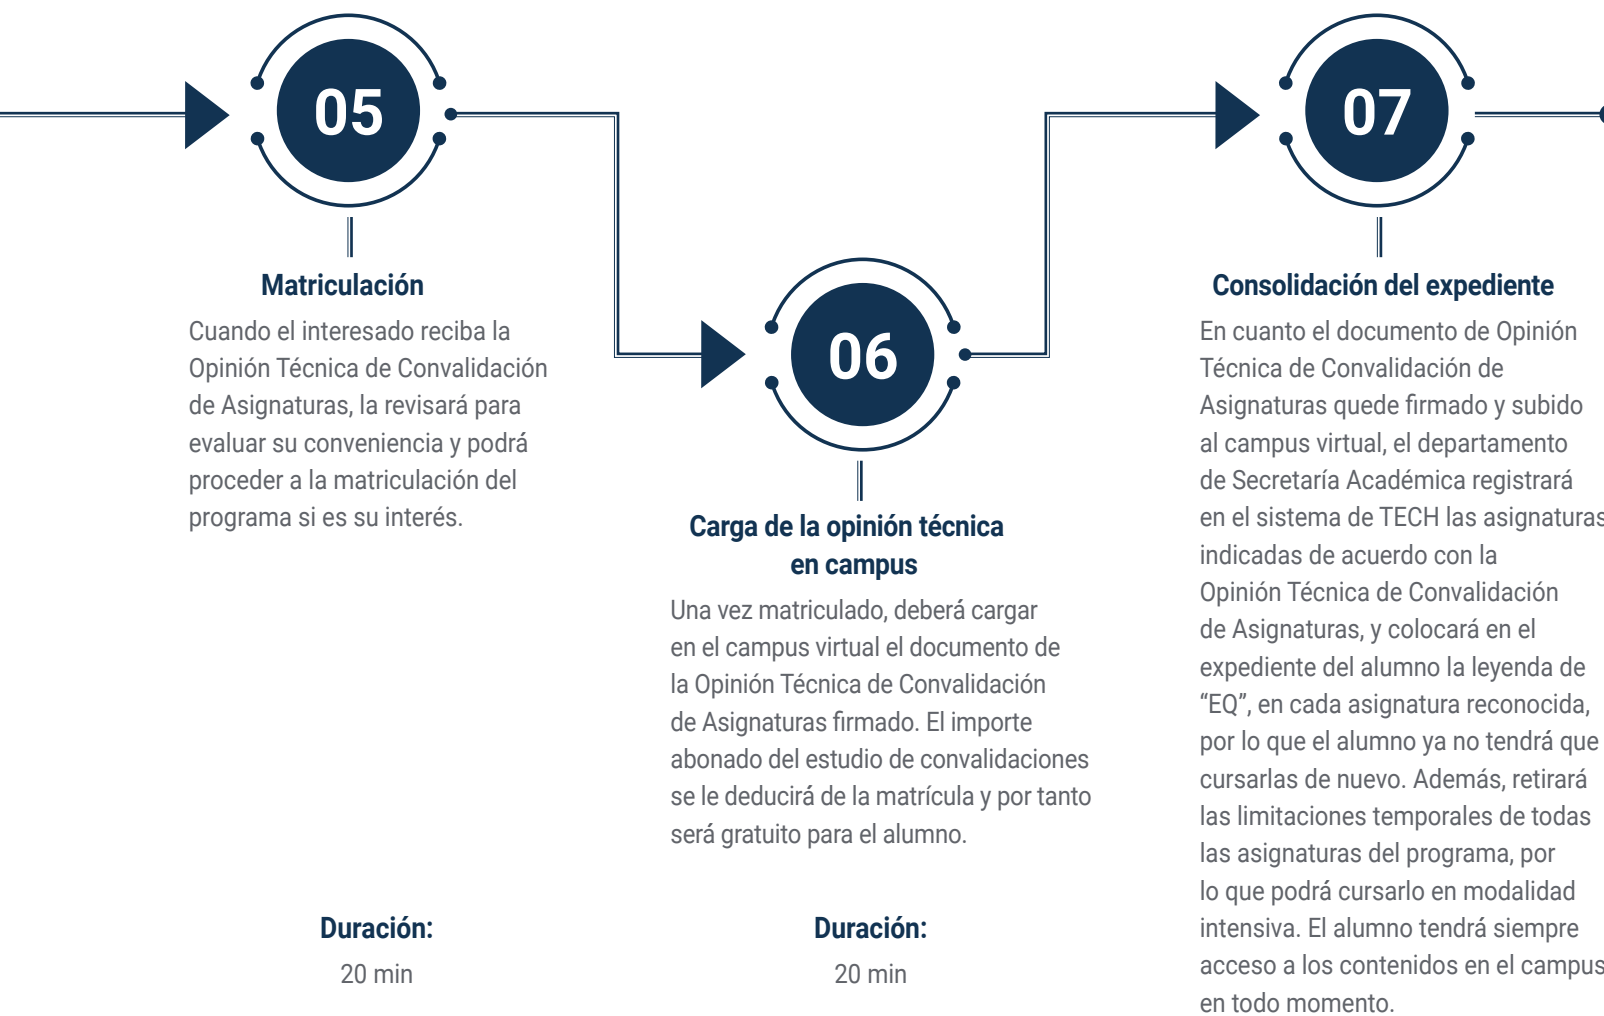 05
Matriculación
Cuando el interesado reciba la
Opinión Técnica de Convalidación
de Asignaturas, la revisará para
evaluar su conveniencia y podrá
proceder a la matriculación del
programa si es su interés.
Duración:
20 min
06
Carga de la opinión técnica
en campus
Una vez matriculado, deberá cargar
en el campus virtual el documento de
la Opinión Técnica de Convalidación
de Asignaturas firmado. El importe
abonado del estudio de convalidaciones
se le deducirá de la matrícula y por tanto
será gratuito para el alumno.
Duración:
20 min
07
Consolidación del expediente
En cuanto el documento de Opinión
Técnica de Convalidación de
Asignaturas quede firmado y subido
al campus virtual, el departamento
de Secretaría Académica registrará
en el sistema de TECH las asignaturas
indicadas de acuerdo con la
Opinión Técnica de Convalidación
de Asignaturas, y colocará en el
expediente del alumno la leyenda de
“EQ”, en cada asignatura reconocida,
por lo que el alumno ya no tendrá que
cursarlas de nuevo. Además, retirará
las limitaciones temporales de todas
las asignaturas del programa, por
lo que podrá cursarlo en modalidad
intensiva. El alumno tendrá siempre
acceso a los contenidos en el campus
en todo momento.